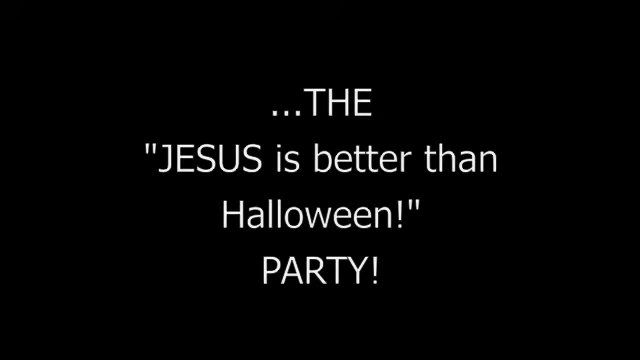 ...THE
"JESUS is better than
Halloween!"
PARTY!